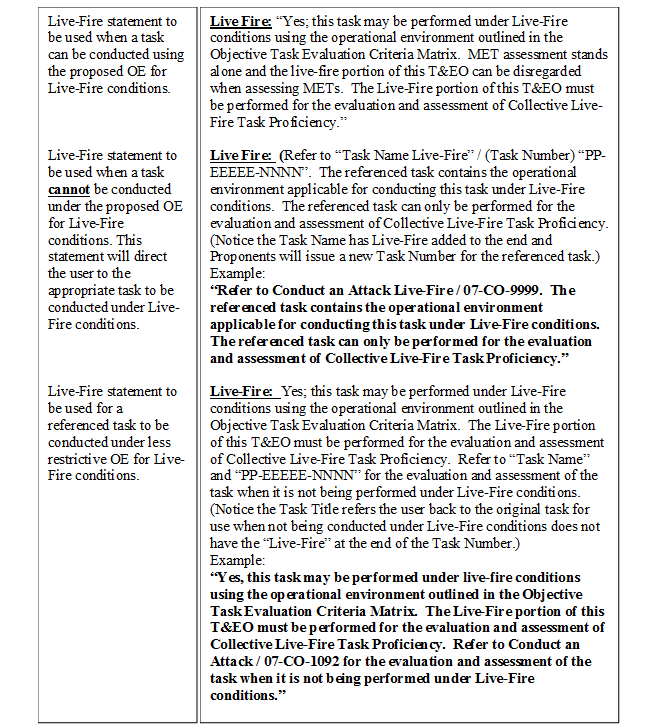 Live-Fire statement to
be used when a task
can be conducted using
the proposed OE for
Live-Fire conditions.
Live Fire: “Yes; this task may be performed under Live-Fire
conditions using the operational environment outlined in the
Objective Task Evaluation Criteria Matrix. MET assessment stands
alone and the live-fire portion of this T&EO can be disregarded
when assessing METs. The Live-Fire portion of this T&EO must
be performed for the evaluation and assessment of Collective Live-
Fire Task Proficiency.”
Live-Fire statement to
be used when a task
cannot be conducted
under the proposed OE
for Live-Fire
conditions. This
statement will direct
the user to the
appropriate task to be
conducted under Live-
Fire conditions.
Live Fire: (Refer to “Task Name Live-Fire” / (Task Number) “PP-
EEEEE-NNNN”. The referenced task contains the operational
environment applicable for conducting this task under Live-Fire
conditions. The referenced task can only be performed for the
evaluation and assessment of Collective Live-Fire Task Proficiency.
(Notice the Task Name has Live-Fire added to the end and
Proponents will issue a new Task Number for the referenced task.)
Example:
“Refer to Conduct an Attack Live-Fire / 07-CO-9999. The
referenced task contains the operational environment
applicable for conducting this task under Live-Fire conditions.
The referenced task can only be performed for the evaluation
and assessment of Collective Live-Fire Task Proficiency.”
Live-Fire statement to
be used for a
referenced task to be
conducted under less
restrictive OE for Live-
Fire conditions.
Live-Fire: Yes; this task may be performed under Live-Fire
conditions using the operational environment outlined in the
Objective Task Evaluation Criteria Matrix. The Live-Fire portion
of this T&EO must be performed for the evaluation and assessment
of Collective Live-Fire Task Proficiency. Refer to “Task Name”
and “PP-EEEEE-NNNN” for the evaluation and assessment of the
task when it is not being performed under Live-Fire conditions.
(Notice the Task Title refers the user back to the original task for
use when not being conducted under Live-Fire conditions does not
have the “Live-Fire” at the end of the Task Number.)
Example:
“Yes, this task may be performed under live-fire conditions
using the operational environment outlined in the Objective
Task Evaluation Criteria Matrix. The Live-Fire portion of this
T&EO must be performed for the evaluation and assessment of
Collective Live-Fire Task Proficiency. Refer to Conduct an
Attack / 07-CO-1092 for the evaluation and assessment of the
task when it is not being performed under Live-Fire
conditions.”